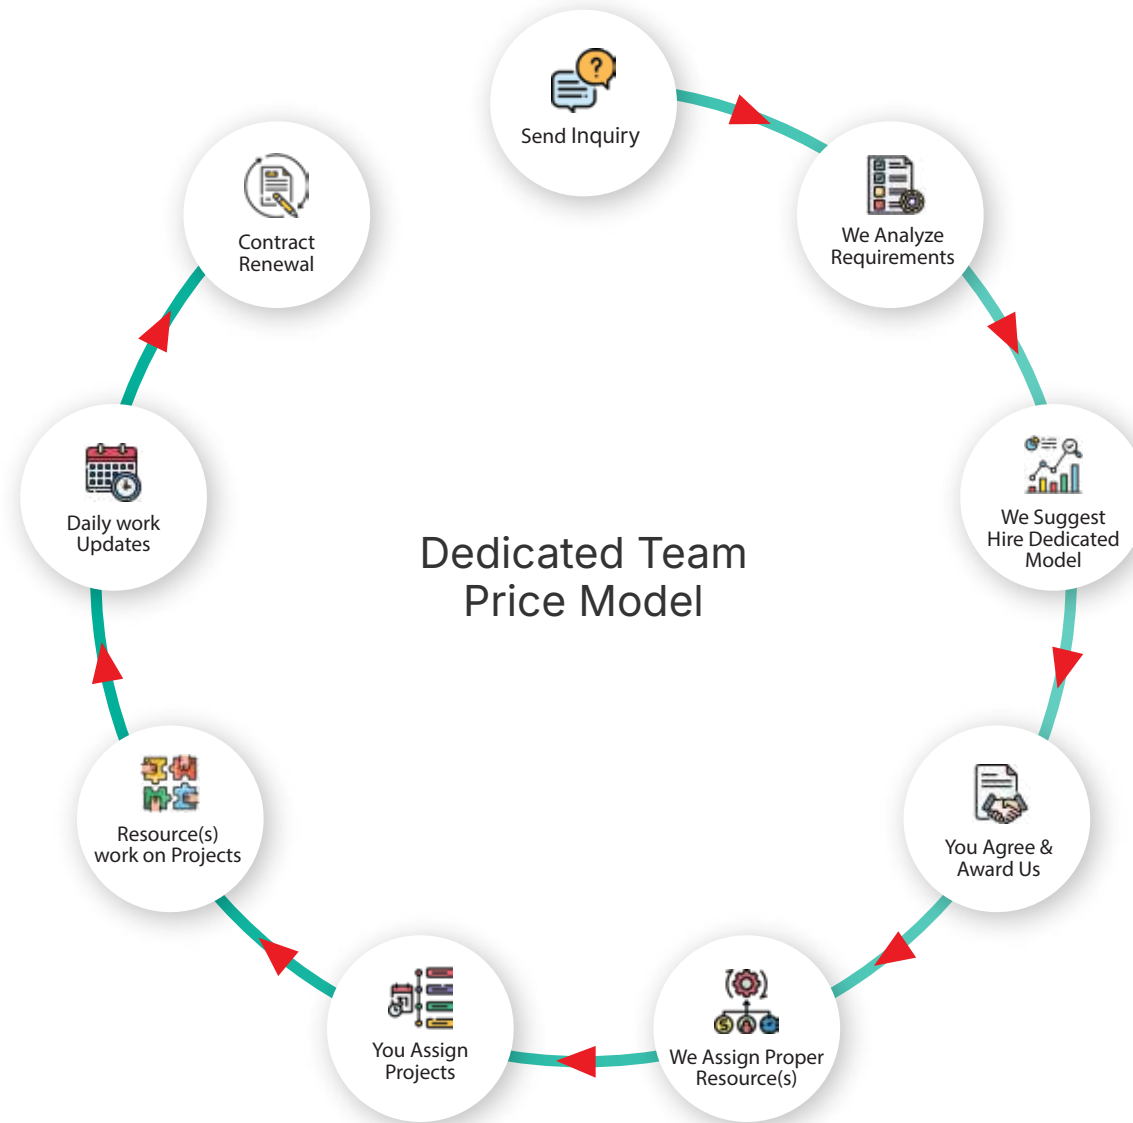 Send Inquiry
We Analyze
Requirements
We Suggest
Hire Dedicated
Model
You Agree &
Award Us
We Assign Proper
Resource(s)
You Assign
Projects
Resource(s)
work on Projects
Daily work
Updates
Contract
Renewal
Dedicated Team
Price Model